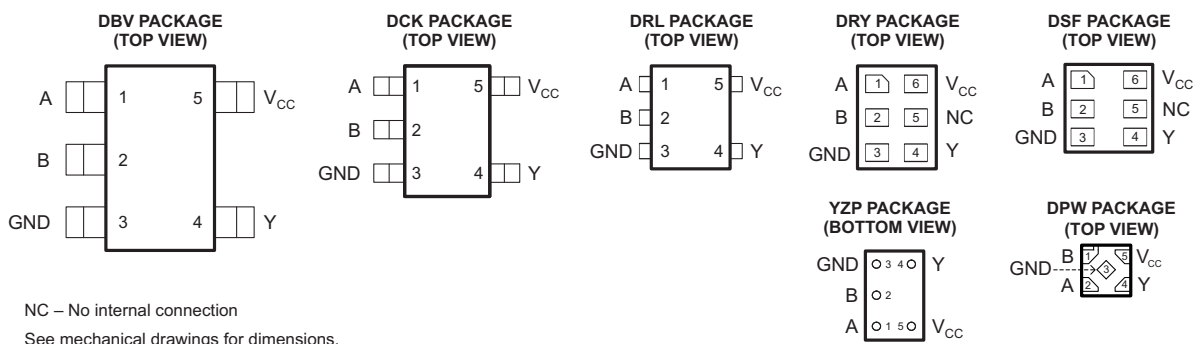 DBV PACKAGE
(TOP VIEW)
A 1 5 VCC
B 2
GND 3 4 Y
DCK PACKAGE
(TOP VIEW)
A 1 5 VCC
B 2
GND 3 4 Y
DRL PACKAGE
(TOP VIEW)
A 1 5 VCC
B 2
GND 3 4 Y
DRY PACKAGE
(TOP VIEW)
A 1 6 VCC
B 2 5 NC
GND 3 4 Y
DSF PACKAGE
(TOP VIEW)
A 1 6 VCC
B 2 5 NC
GND 3 4 Y
YZP PACKAGE
(BOTTOM VIEW)
GND 3 4 Y
B 2
A 1 5 VCC
DPW PACKAGE
(TOP VIEW)
B 1 5 VCC
GND 3
A 2 4 Y
NC – No internal connection
See mechanical drawings for dimensions.